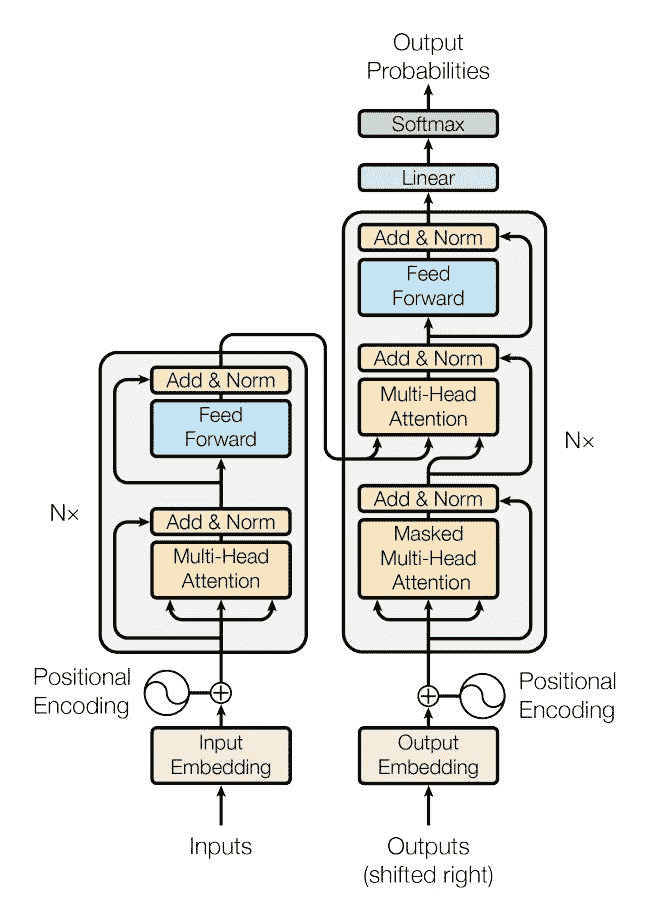 Output
Probabilities
Softmax
Linear
Add & Norm
Feed
Forward
Add & Norm
Multi-Head
Attention
Nx
Add & Norm
Masked
Multi-Head
Attention
Add & Norm
Feed
Forward
Nx
Add & Norm
Multi-Head
Attention
Positional
Encoding
Positional
Encoding
Input
Embedding
Output
Embedding
Inputs
Outputs
(shifted right)